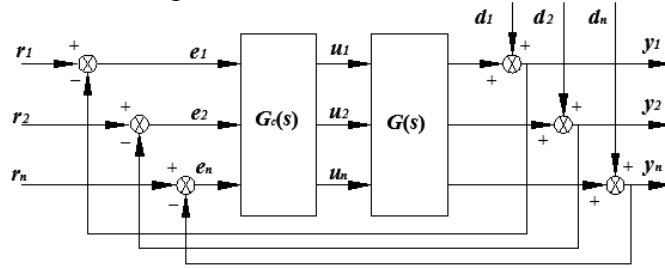 d1 d2 dn
r1 + − e1 Gc(s) u1 G(s) + + y1
r2 + − e2 u2 + + y2
rn + − en un + + yn